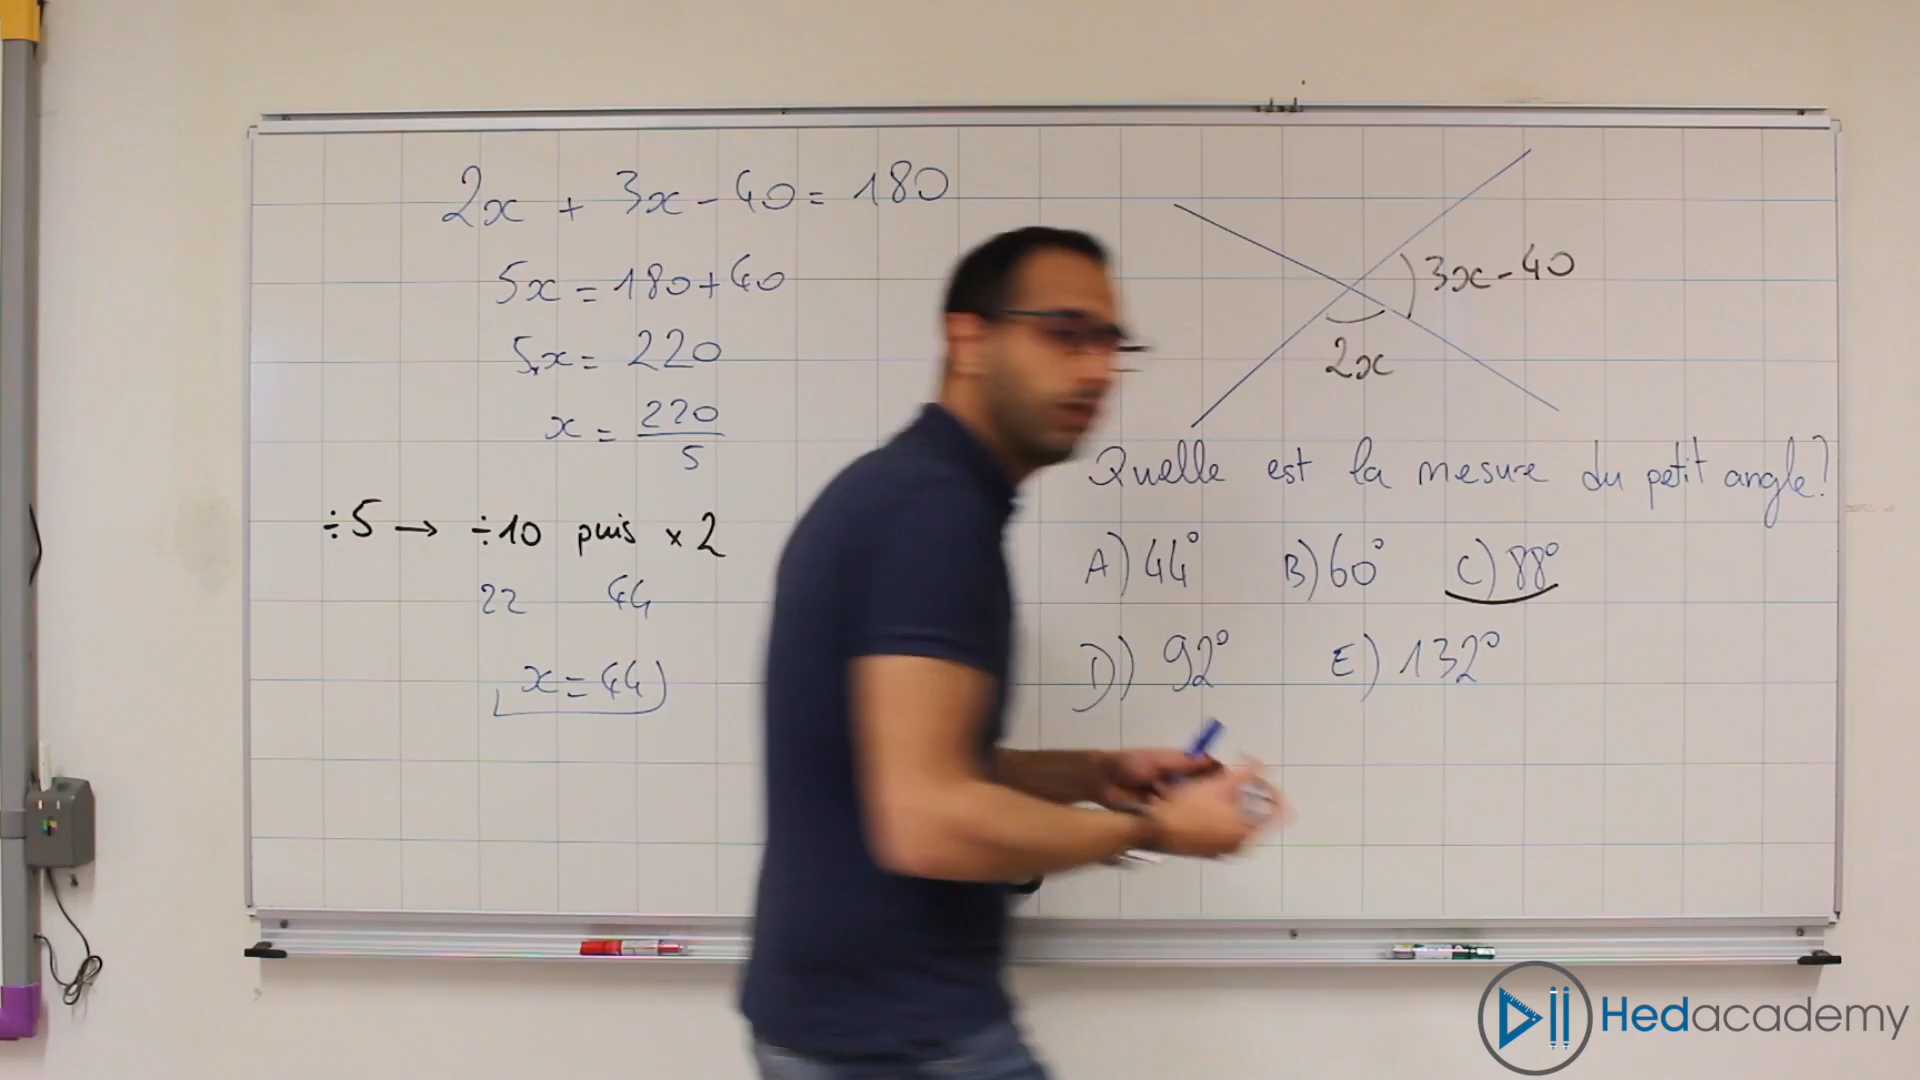 2x + 3x - 40 = 180
5x = 180 + 40
5x = 220
x = 220/5
÷5 → ÷10 puis × 2
22 44
x = 44
3x - 40
2x
Quelle est la mesure du petit angle?
A) 44° B) 60° C) 88°
D) 92° E) 132°
Hedacademy